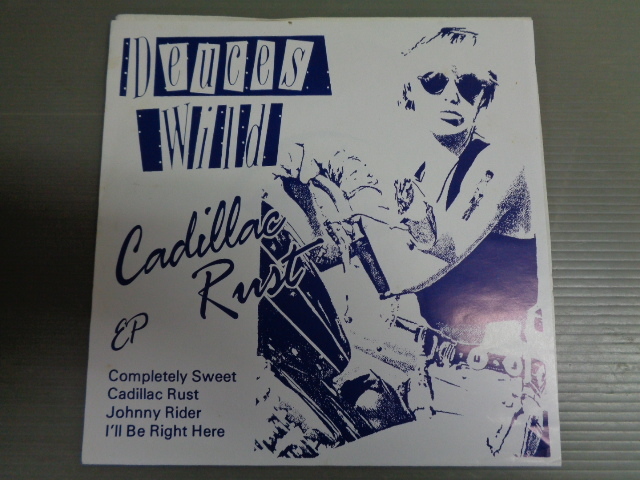 Deuces
Wild
Cadillac
Rust
EP
Completely Sweet
Cadillac Rust
Johnny Rider
I'll Be Right Here